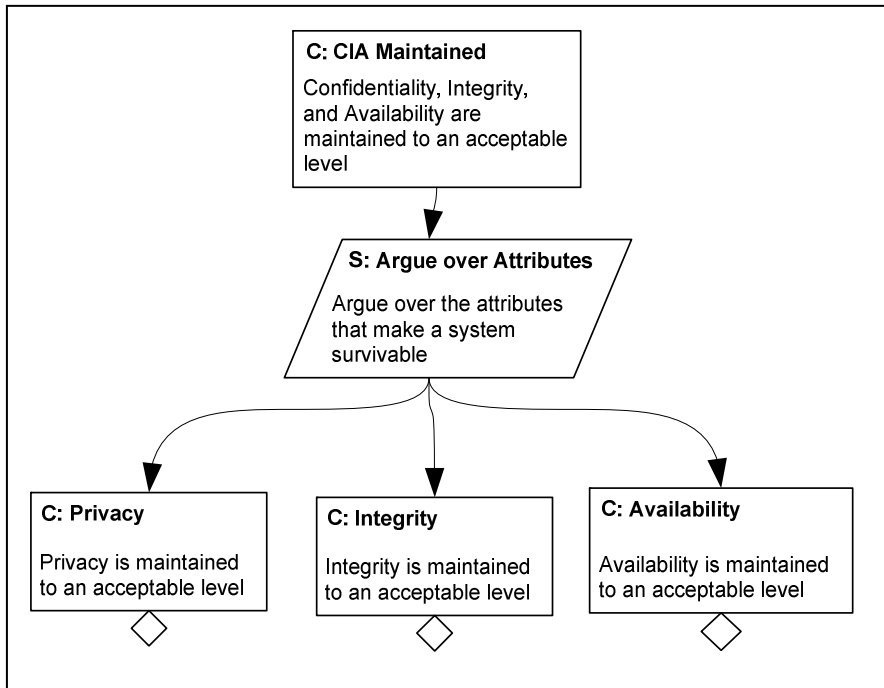 C: CIA Maintained
Confidentiality, Integrity,
and Availability are
maintained to an acceptable
level
S: Argue over Attributes
Argue over the attributes
that make a system
survivable
C: Privacy
Privacy is maintained
to an acceptable level
C: Integrity
Integrity is maintained
to an acceptable level
C: Availability
Availability is maintained
to an acceptable level